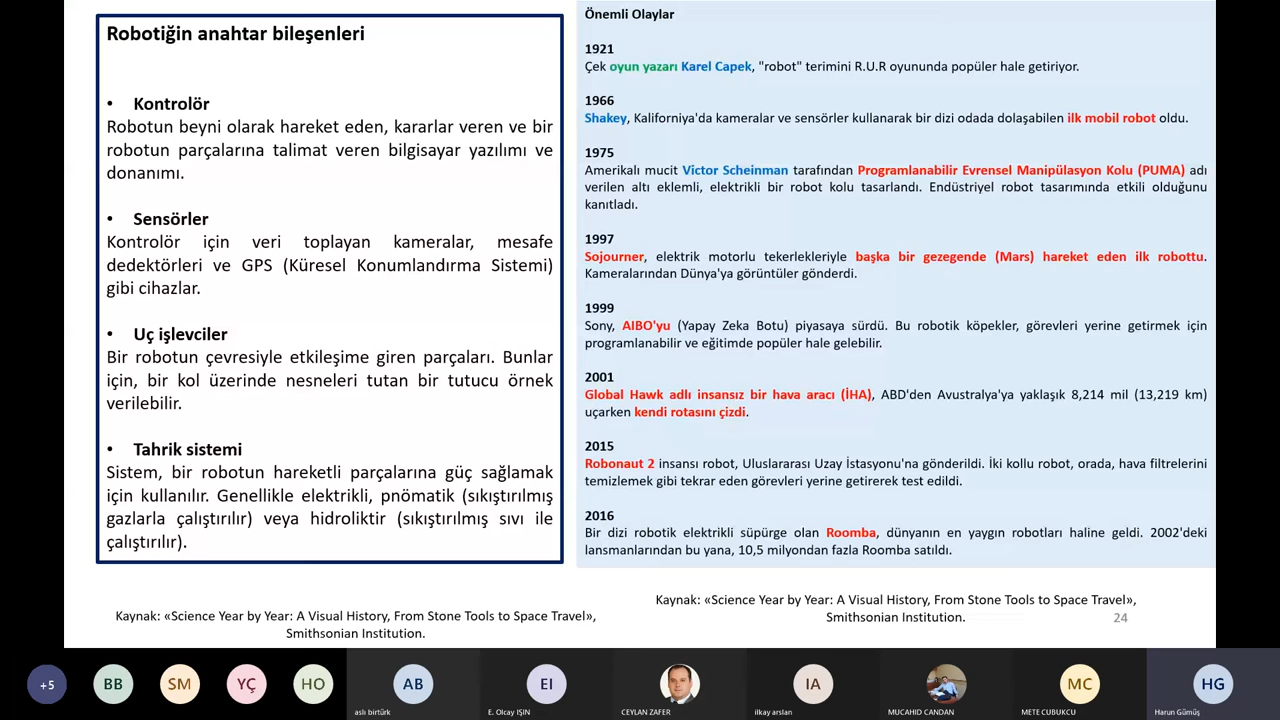 Robotiğin anahtar bileşenleri
• Kontrolör
Robotun beyni olarak hareket eden, kararlar veren ve bir
robotun parçalarına talimat veren bilgisayar yazılımı ve
donanımı.
• Sensörler
Kontrolör için veri toplayan kameralar, mesafe
dedektörleri ve GPS (Küresel Konumlandırma Sistemi)
gibi cihazlar.
• Uç işlevciler
Bir robotun çevresiyle etkileşime giren parçaları. Bunlar
için, bir kol üzerinde nesneleri tutan bir tutucu örnek
verilebilir.
• Tahrik sistemi
Sistem, bir robotun hareketli parçalarına güç sağlamak
için kullanılır. Genellikle elektrikli, pnömatik (sıkıştırılmış
gazlarla çalıştırılır) veya hidroliktir (sıkıştırılmış sıvı ile
çalıştırılır).
Kaynak: «Science Year by Year: A Visual History, From Stone Tools to Space Travel»,
Smithsonian Institution.
Önemli Olaylar
1921
Çek oyun yazarı Karel Capek, "robot" terimini R.U.R oyununda popüler hale getiriyor.
1966
Shakey, Kaliforniya'da kameralar ve sensörler kullanarak bir dizi odada dolaşabilen ilk mobil robot oldu.
1975
Amerikalı mucit Victor Scheinman tarafından Programlanabilir Evrensel Manipülasyon Kolu (PUMA) adı
verilen altı eklemli, elektrikli bir robot kolu tasarlandı. Endüstriyel robot tasarımında etkili olduğunu
kanıtladı.
1997
Sojourner, elektrik motorlu tekerlekleriyle başka bir gezegende (Mars) hareket eden ilk robottu.
Kameralarından Dünya'ya görüntüler gönderdi.
1999
Sony, AIBO'yu (Yapay Zeka Botu) piyasaya sürdü. Bu robotik köpekler, görevleri yerine getirmek için
programlanabilir ve eğitimde popüler hale gelebilir.
2001
Global Hawk adlı insansız bir hava aracı (İHA), ABD'den Avustralya'ya yaklaşık 8,214 mil (13,219 km)
uçarken kendi rotasını çizdi.
2015
Robonaut 2 insansı robot, Uluslararası Uzay İstasyonu'na gönderildi. İki kollu robot, orada, hava filtrelerini
temizlemek gibi tekrar eden görevleri yerine getirerek test edildi.
2016
Bir dizi robotik elektrikli süpürge olan Roomba, dünyanın en yaygın robotları haline geldi. 2002'deki
lansmanlarından bu yana, 10,5 milyondan fazla Roomba satıldı.
Kaynak: «Science Year by Year: A Visual History, From Stone Tools to Space Travel»,
Smithsonian Institution.
24
+5 BB SM YÇ HO AB EI IA MC HG
aslı birtürk E. Olcay IŞIN CEYLAN ZAFER ilkay arslan MUCAHID CANDAN METE CUBUKCU Harun Gümüş